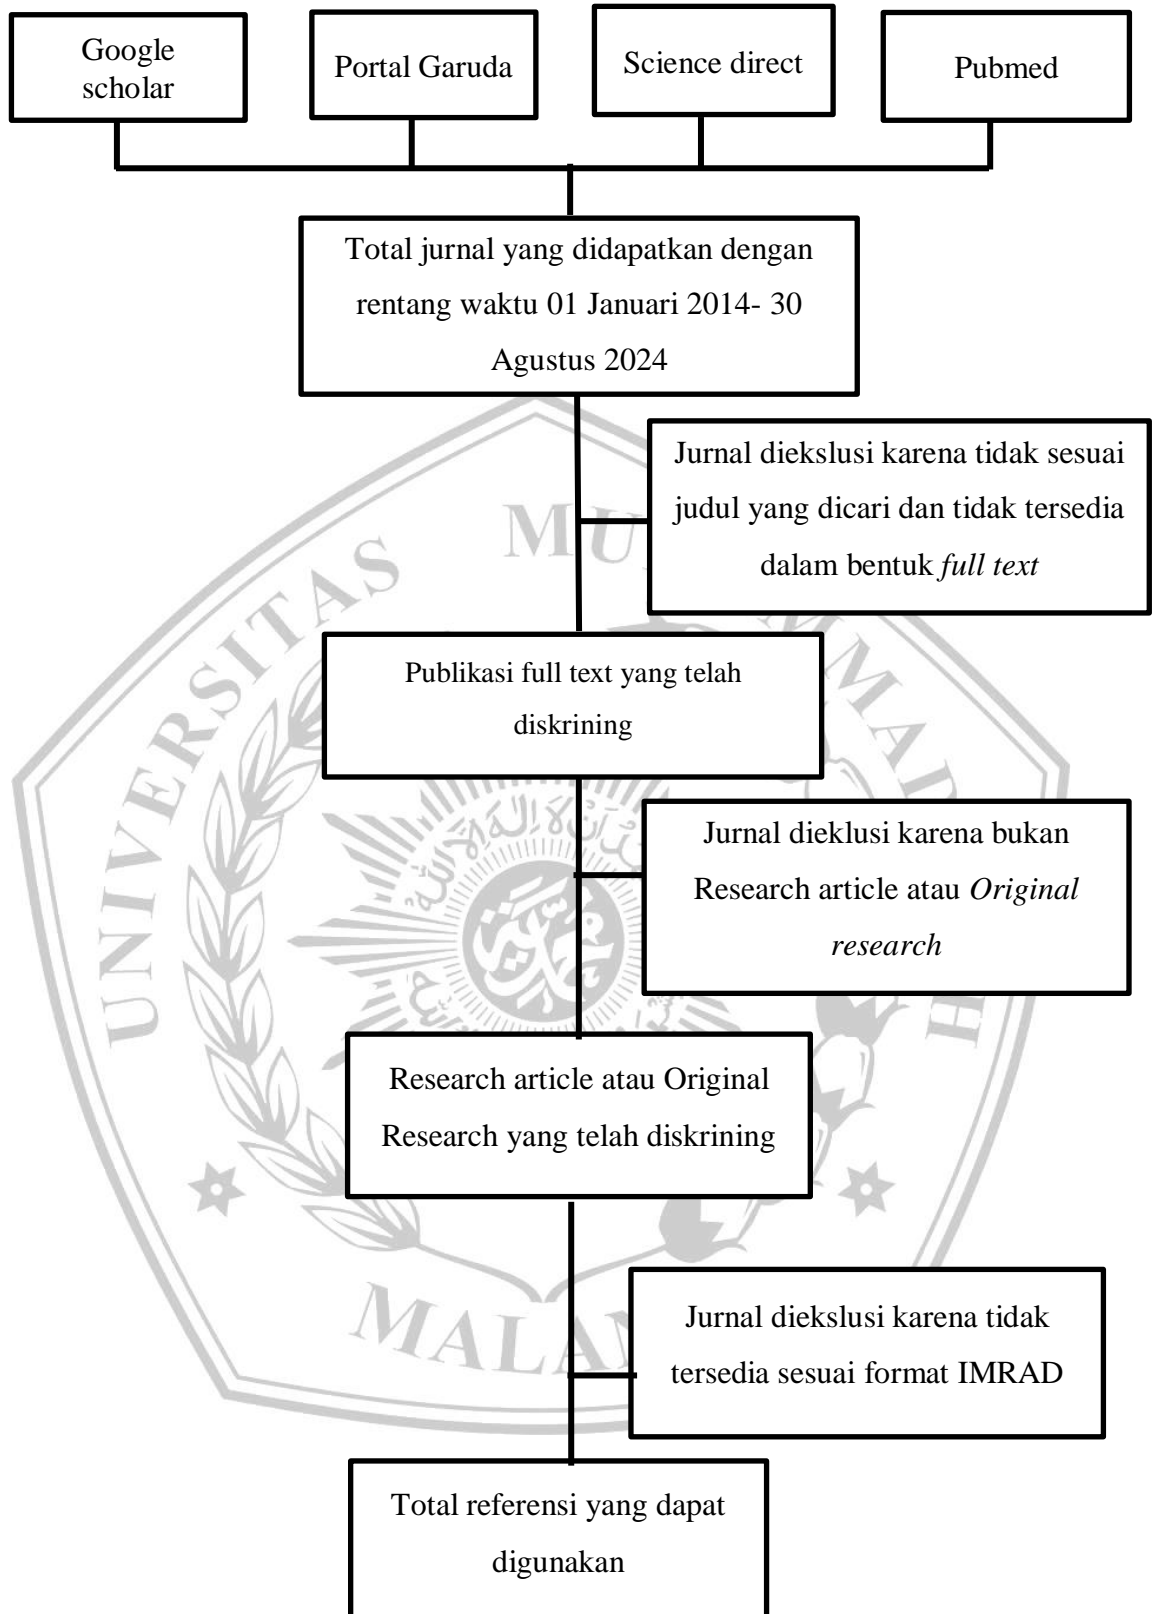 Google
scholar
Portal Garuda
Science direct
Pubmed
Total jurnal yang didapatkan dengan
rentang waktu 01 Januari 2014- 30
Agustus 2024
Jurnal diekslusi karena tidak sesuai
judul yang dicari dan tidak tersedia
dalam bentuk full text
Publikasi full text yang telah
diskrining
Jurnal dieklusi karena bukan
Research article atau Original
research
Research article atau Original
Research yang telah diskrining
Jurnal diekslusi karena tidak
tersedia sesuai format IMRAD
Total referensi yang dapat
digunakan
UNIVERSITAS